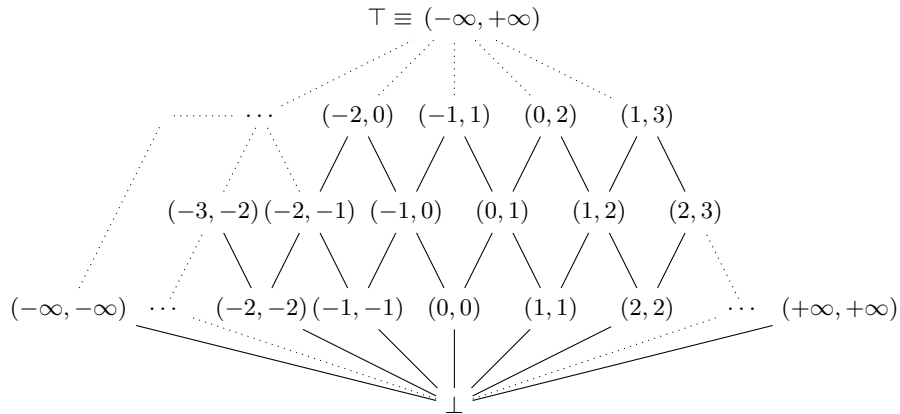 ⊤ ≡ (−∞, +∞)
⋯ (−2, 0) (−1, 1) (0, 2) (1, 3)
(−3, −2) (−2, −1) (−1, 0) (0, 1) (1, 2) (2, 3)
(−∞, −∞) ⋯ (−2, −2) (−1, −1) (0, 0) (1, 1) (2, 2) ⋯ (+∞, +∞)
⊥